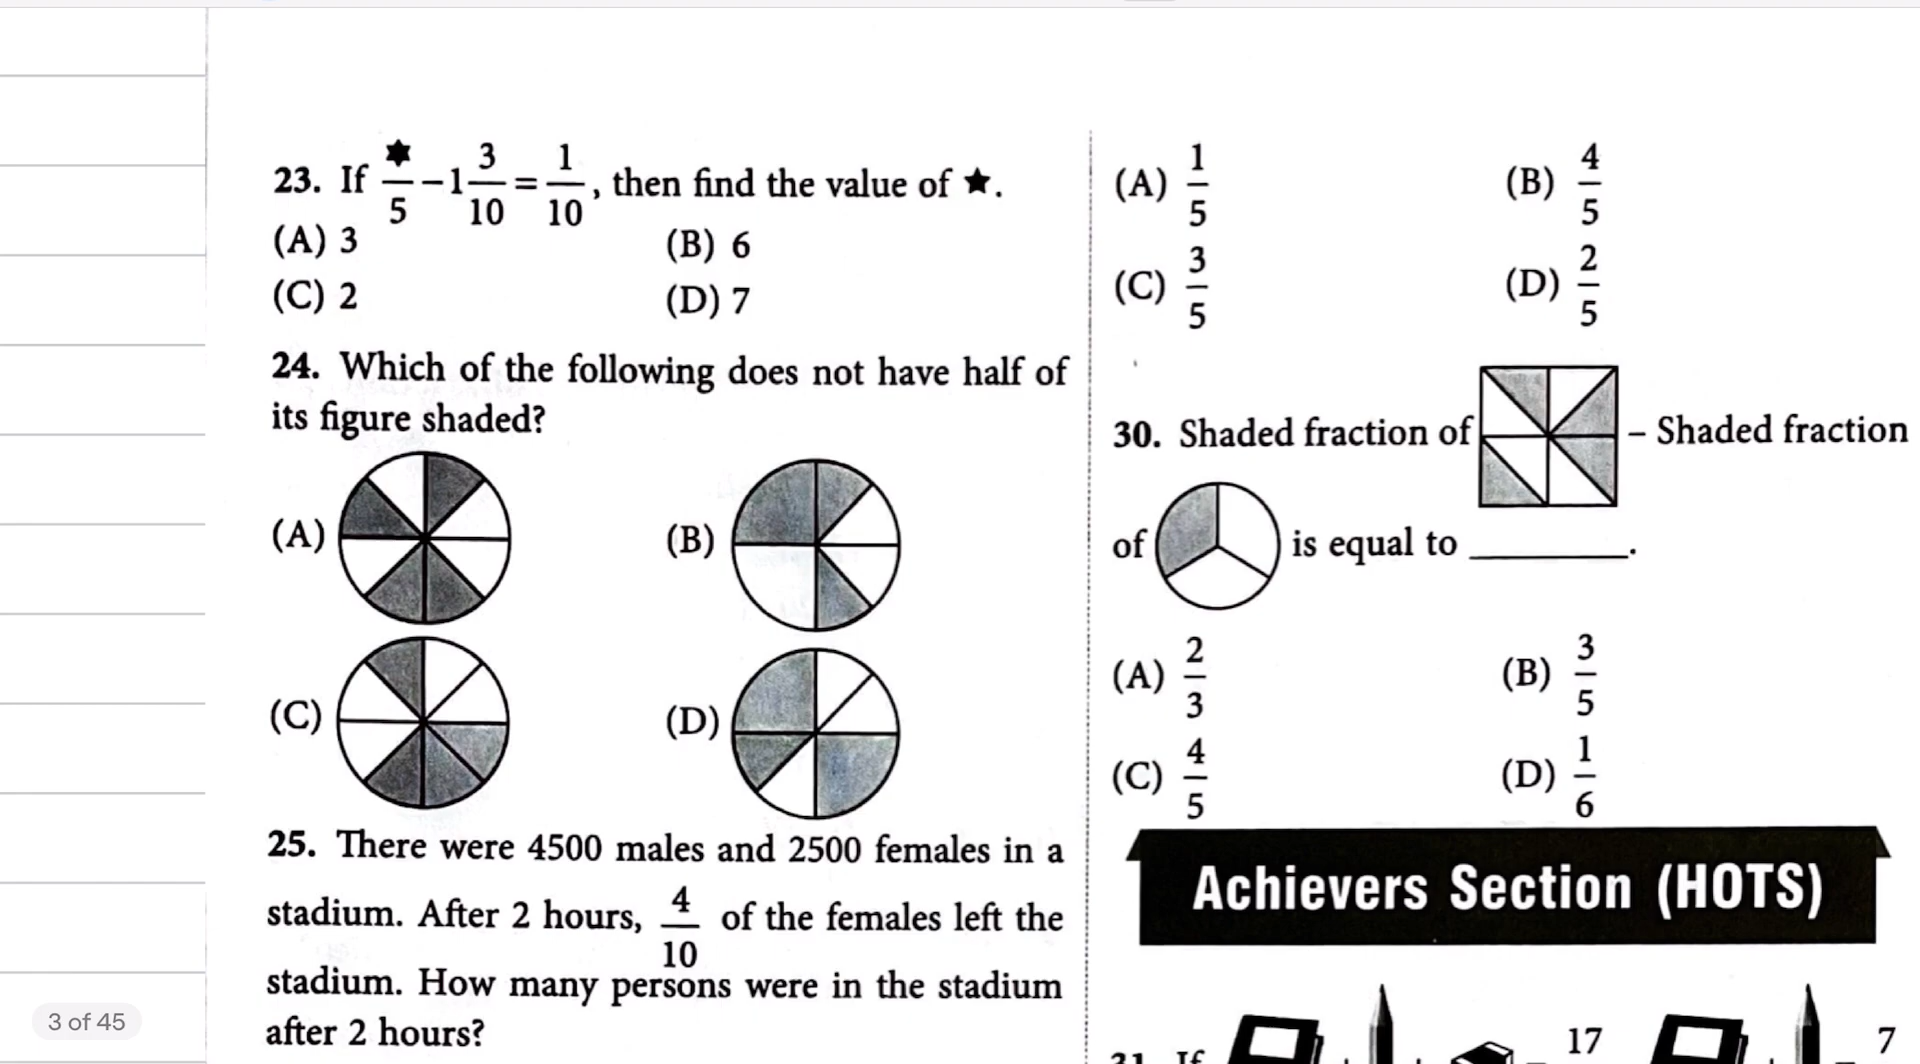 23. If ★/5 − 1 3/10 = 1/10, then find the value of ★.
(A) 3
(B) 6
(C) 2
(D) 7
24. Which of the following does not have half of
its figure shaded?
(A)
(B)
(C)
(D)
25. There were 4500 males and 2500 females in a
stadium. After 2 hours, 4/10 of the females left the
stadium. How many persons were in the stadium
after 2 hours?
(A) 1/5
(B) 4/5
(C) 3/5
(D) 2/5
30. Shaded fraction of – Shaded fraction
of is equal to ________.
(A) 2/3
(B) 3/5
(C) 4/5
(D) 1/6
Achievers Section (HOTS)
31. If + + = 17 + = 7
3 of 45